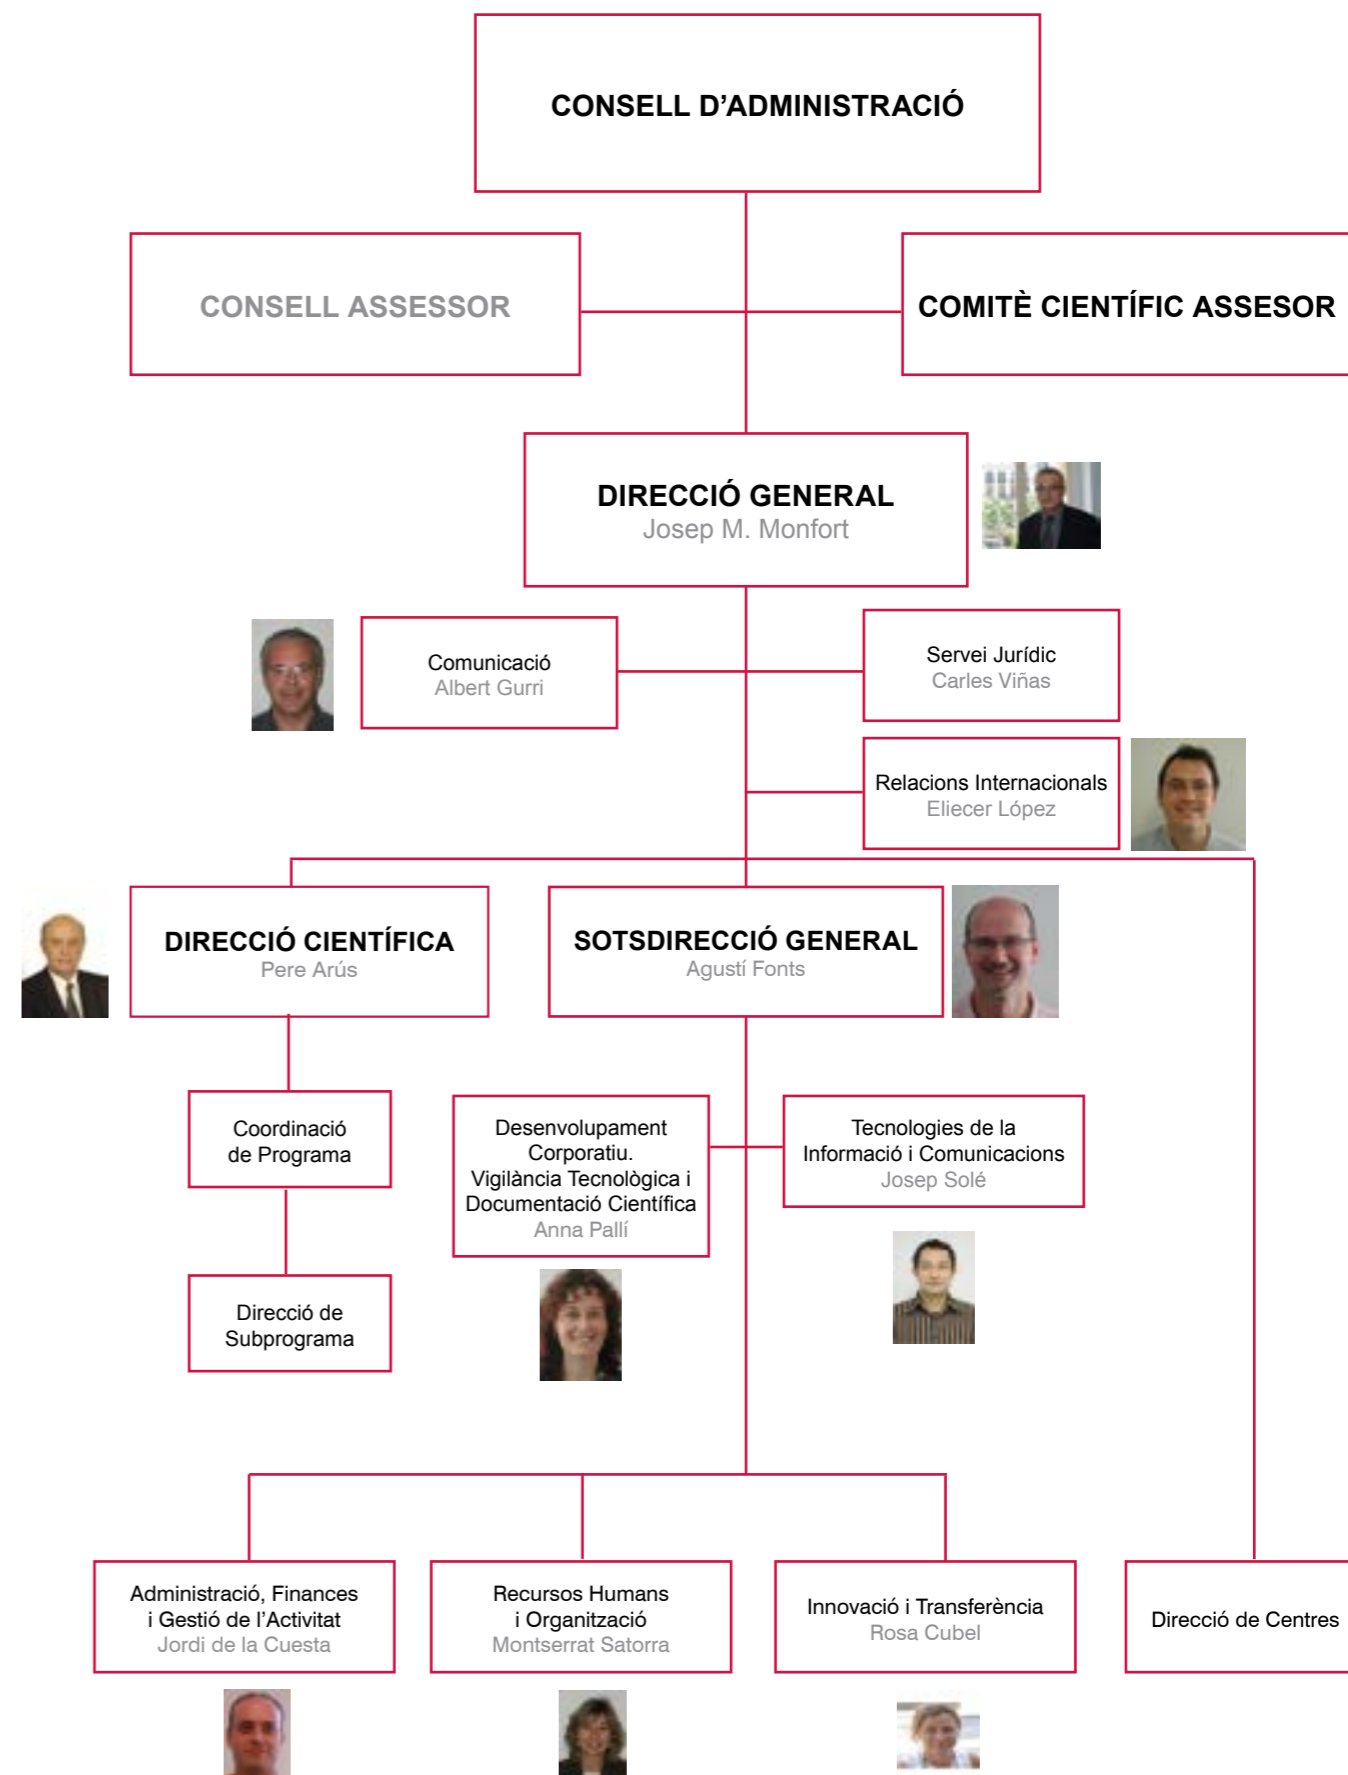 CONSELL D'ADMINISTRACIÓ
CONSELL ASSESSOR
COMITÈ CIENTÍFIC ASSESOR
DIRECCIÓ GENERAL
Josep M. Monfort
Comunicació
Albert Gurri
Servei Jurídic
Carles Viñas
Relacions Internacionals
Eliecer López
DIRECCIÓ CIENTÍFICA
Pere Arús
SOTSDIRECCIÓ GENERAL
Agustí Fonts
Coordinació
de Programa
Desenvolupament
Corporatiu.
Vigilància Tecnològica i
Documentació Científica
Anna Pallí
Tecnologies de la
Informació i Comunicacions
Josep Solé
Direcció de
Subprograma
Administració, Finances
i Gestió de l'Activitat
Jordi de la Cuesta
Recursos Humans
i Organització
Montserrat Satorra
Innovació i Transferència
Rosa Cubel
Direcció de Centres